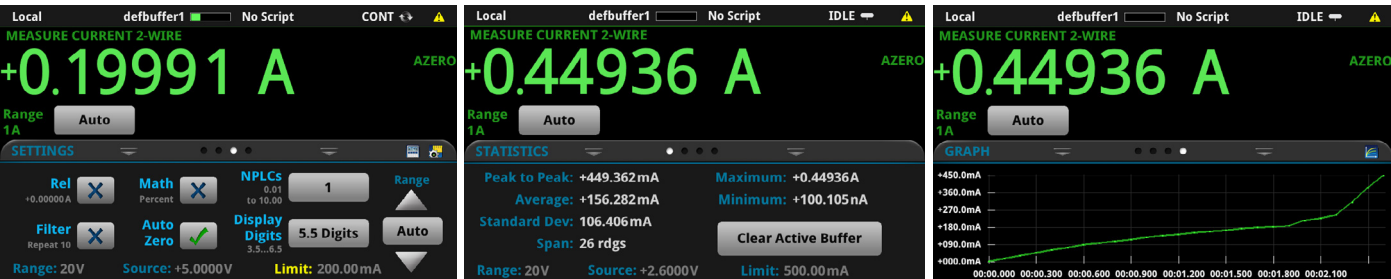 Local defbuffer1 No Script CONT
MEASURE CURRENT 2-WIRE
+0.19991 A
AZERO
Range
1A
Auto
SETTINGS
Rel
+0.00000A
Math
Percent
NPLCs
0.01
to 10.00
1
Range
Filter
Repeat 10
Auto
Zero
Display
Digits
3.5...6.5
5.5 Digits
Auto
Range: 20V Source: +5.0000V Limit: 200.00mA
Local defbuffer1 No Script IDLE
MEASURE CURRENT 2-WIRE
+0.44936 A
AZERO
Range
1A
Auto
STATISTICS
Peak to Peak: +449.362mA Maximum: +0.44936A
Average: +156.282mA Minimum: +100.105nA
Standard Dev: 106.406mA
Span: 26 rdgs
Clear Active Buffer
Range: 20V Source: +2.6000V Limit: 500.00mA
Local defbuffer1 No Script IDLE
MEASURE CURRENT 2-WIRE
+0.44936 A
AZERO
Range
1A
Auto
GRAPH
+450.0mA
+360.0mA
+270.0mA
+180.0mA
+090.0mA
+000.0mA
00:00.000 00:00.300 00:00.600 00:00.900 00:01.200 00:01.500 00:01.800 00:02.100